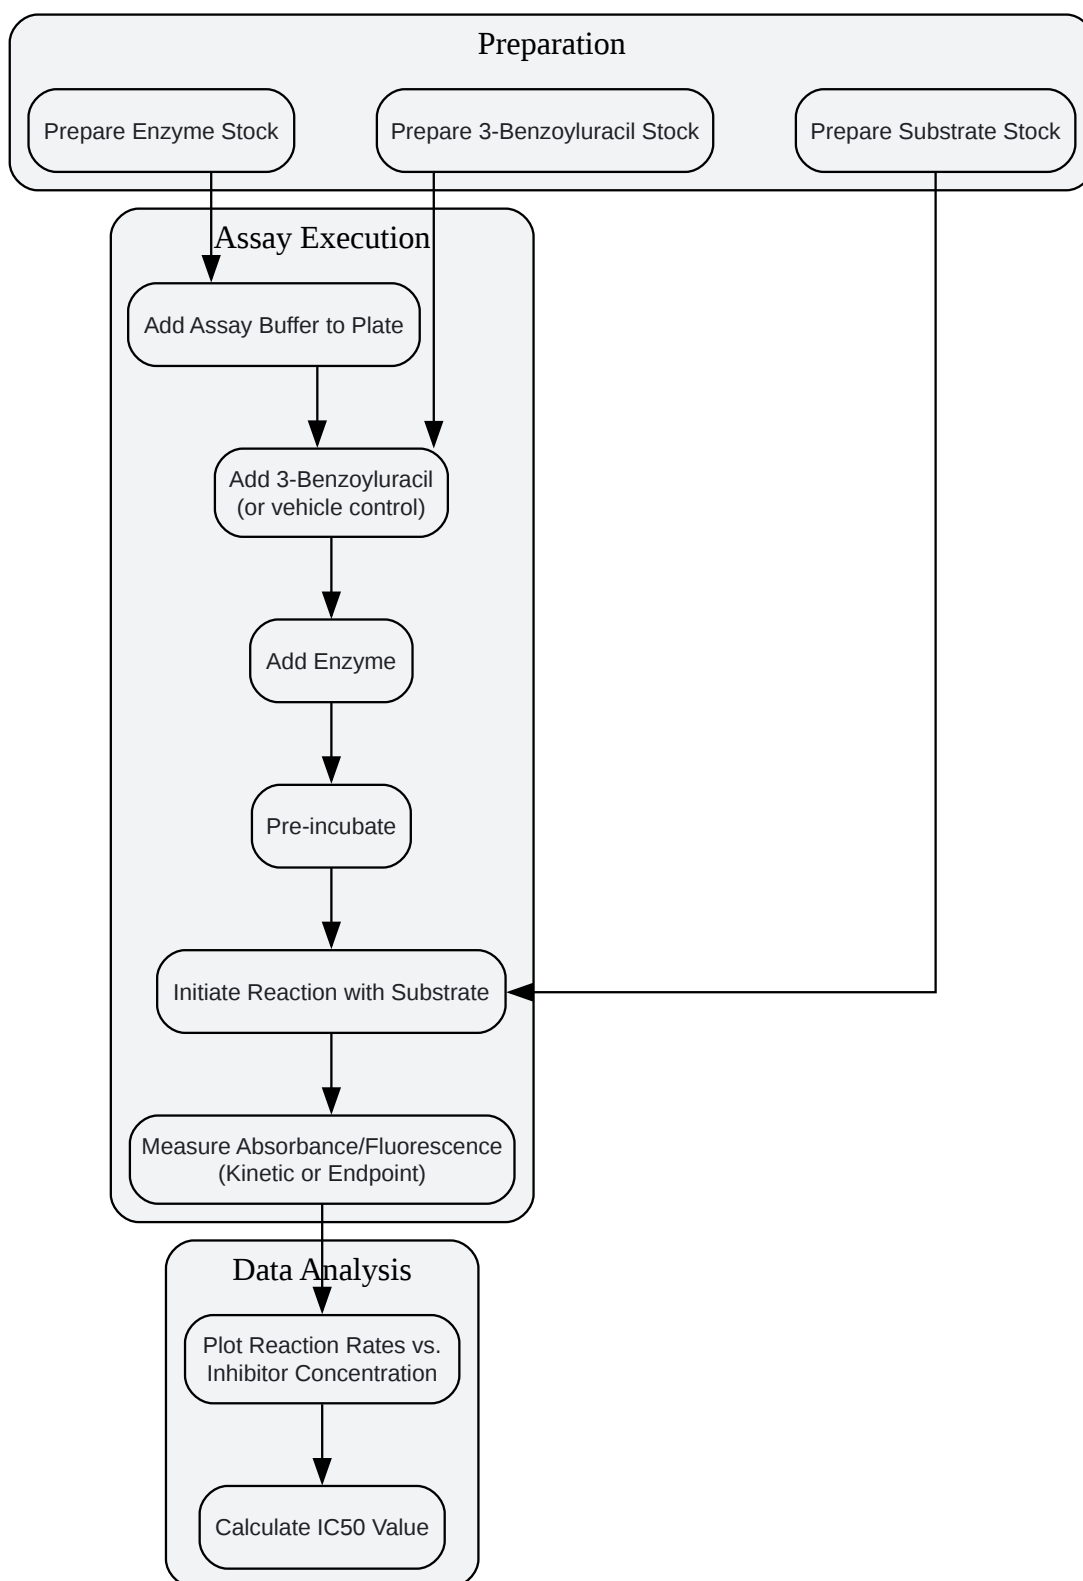 Preparation
Prepare Enzyme Stock
Prepare 3-Benzoyluracil Stock
Prepare Substrate Stock
Assay Execution
Add Assay Buffer to Plate
Add 3-Benzoyluracil
(or vehicle control)
Add Enzyme
Pre-incubate
Initiate Reaction with Substrate
Measure Absorbance/Fluorescence
(Kinetic or Endpoint)
Data Analysis
Plot Reaction Rates vs.
Inhibitor Concentration
Calculate IC50 Value